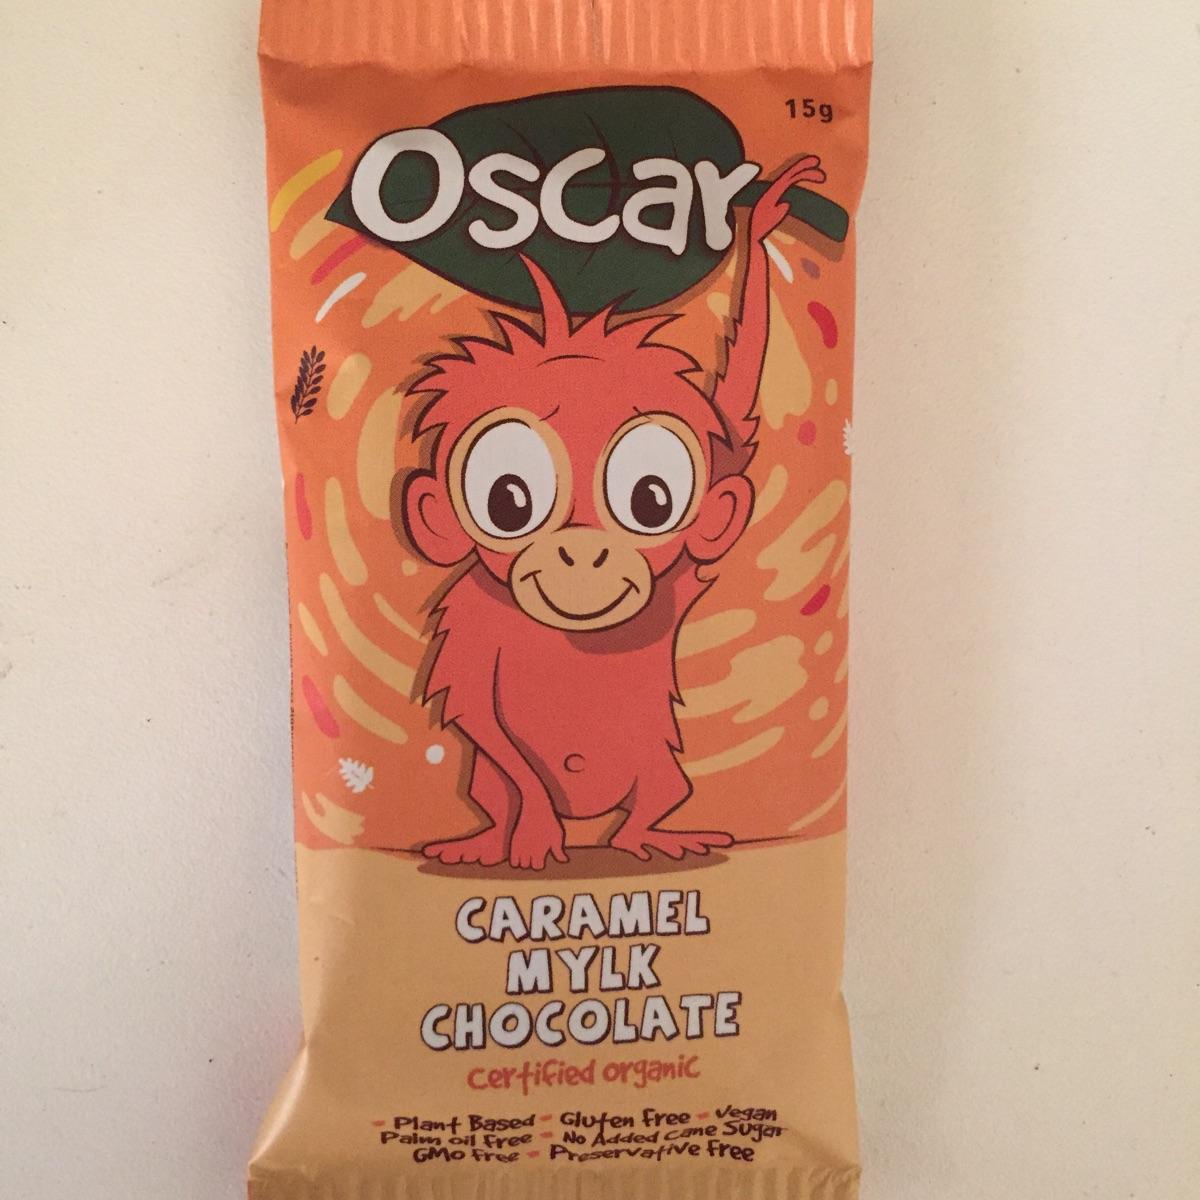 15g
Oscar
CARAMEL
MYLK
CHOCOLATE
certified organic
- Plant Based - Gluten Free - Vegan
Palm oil Free - No Added Cane Sugar
GMO Free - Preservative Free